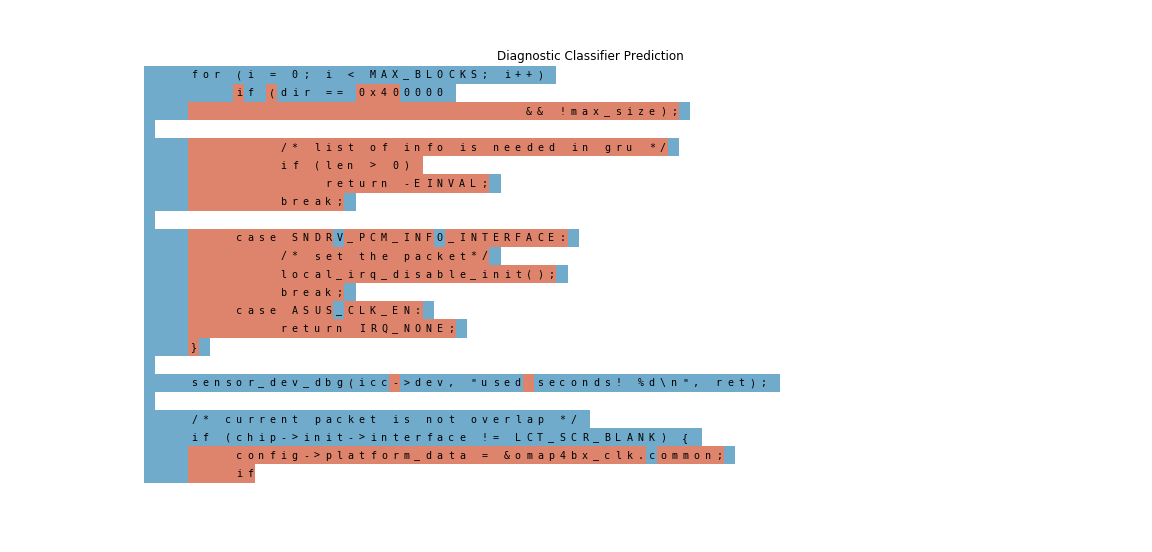 Diagnostic Classifier Prediction
for (i = 0; i < MAX_BLOCKS; i++)
if (dir == 0x400000
&& !max_size);
/* list of info is needed in gru */
if (len > 0)
return -EINVAL;
break;
case SNDRV_PCM_INFO_INTERFACE:
/* set the packet*/
local_irq_disable_init();
break;
case ASUS_CLK_EN:
return IRQ_NONE;
}
sensor_dev_dbg(icc->dev, "used seconds! %d\n", ret);
/* current packet is not overlap */
if (chip->init->interface != LCT_SCR_BLANK) {
config->platform_data = &omap4bx_clk.common;
if